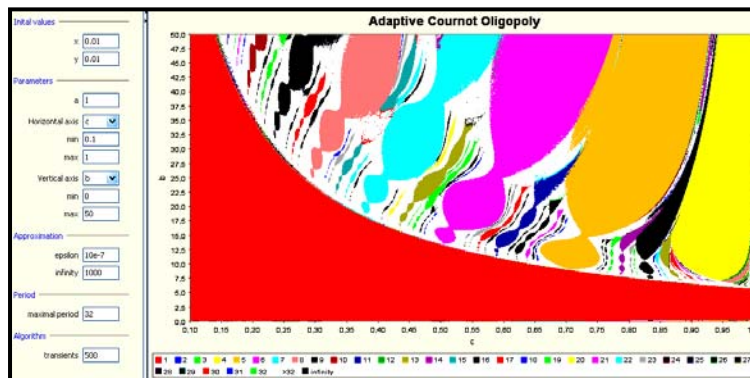 Adaptive Cournot Oligopoly
Inital values
x 0.01
y 0.01
Parameters
a 1
Horizontal axis c
min 0.1
max 1
Vertical axis b
min 0
max 50
Approximation
epsilon 10e-7
infinity 1000
Period
maximal period 32
Algorithm
transients 500
50.0
47.5
45.0
42.5
40.0
37.5
35.0
32.5
30.0
27.5
25.0
22.5
20.0
17.5
15.0
12.5
10.0
7.5
5.0
2.5
0.0
b
0.10 0.15 0.20 0.25 0.30 0.35 0.40 0.45 0.50 0.55 0.60 0.65 0.70 0.75 0.80 0.85 0.90 0.95
c
1 2 3 4 5 6 7 8 9 10 11 12 13 14 15 16 17 18 19 20 21 22 23 24 25 26 27
28 29 30 31 32 >32 infinity